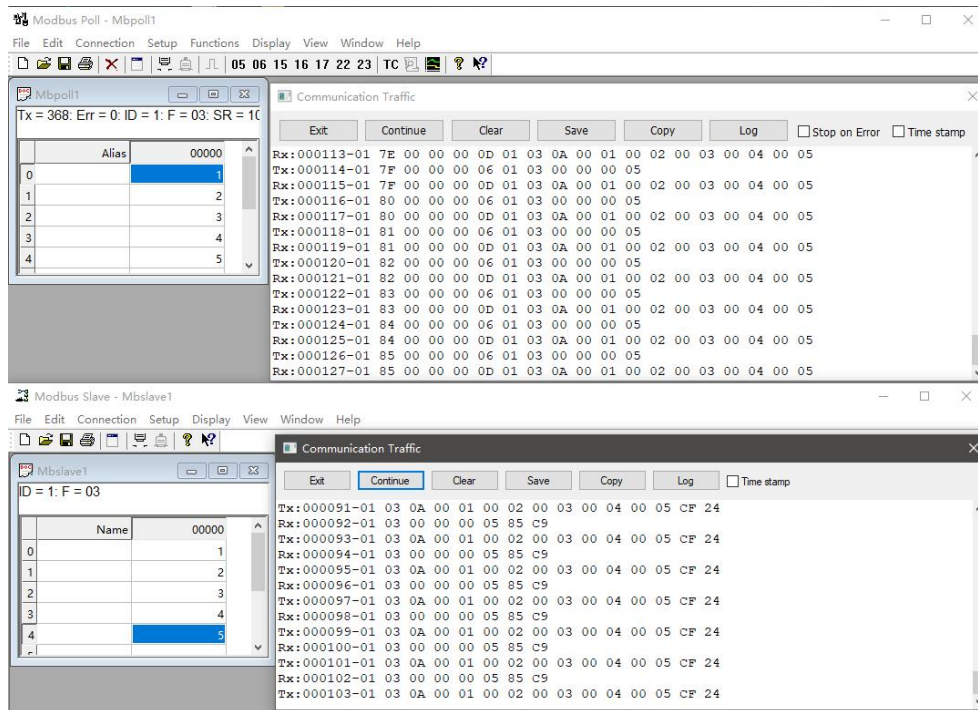 Modbus Poll - Mbpoll1
File Edit Connection Setup Functions Display View Window Help
05 06 15 16 17 22 23 TC
Mbpoll1
Tx = 368: Err = 0: ID = 1: F = 03: SR = 10
Alias 00000
0 1
1 2
2 3
3 4
4 5
Communication Traffic
Exit Continue Clear Save Copy Log Stop on Error Time stamp
Rx:000113-01 7E 00 00 00 0D 01 03 0A 00 01 00 02 00 03 00 04 00 05
Tx:000114-01 7F 00 00 00 06 01 03 00 00 00 05
Rx:000115-01 7F 00 00 00 0D 01 03 0A 00 01 00 02 00 03 00 04 00 05
Tx:000116-01 80 00 00 00 06 01 03 00 00 00 05
Rx:000117-01 80 00 00 00 0D 01 03 0A 00 01 00 02 00 03 00 04 00 05
Tx:000118-01 81 00 00 00 06 01 03 00 00 00 05
Rx:000119-01 81 00 00 00 0D 01 03 0A 00 01 00 02 00 03 00 04 00 05
Tx:000120-01 82 00 00 00 06 01 03 00 00 00 05
Rx:000121-01 82 00 00 00 0D 01 03 0A 00 01 00 02 00 03 00 04 00 05
Tx:000122-01 83 00 00 00 06 01 03 00 00 00 05
Rx:000123-01 83 00 00 00 0D 01 03 0A 00 01 00 02 00 03 00 04 00 05
Tx:000124-01 84 00 00 00 06 01 03 00 00 00 05
Rx:000125-01 84 00 00 00 0D 01 03 0A 00 01 00 02 00 03 00 04 00 05
Tx:000126-01 85 00 00 00 06 01 03 00 00 00 05
Rx:000127-01 85 00 00 00 0D 01 03 0A 00 01 00 02 00 03 00 04 00 05
Modbus Slave - Mbslave1
File Edit Connection Setup Display View Window Help
Mbslave1
ID = 1: F = 03
Name 00000
0 1
1 2
2 3
3 4
4 5
Communication Traffic
Exit Continue Clear Save Copy Log Time stamp
Tx:000091-01 03 0A 00 01 00 02 00 03 00 04 00 05 CF 24
Rx:000092-01 03 00 00 00 05 85 C9
Tx:000093-01 03 0A 00 01 00 02 00 03 00 04 00 05 CF 24
Rx:000094-01 03 00 00 00 05 85 C9
Tx:000095-01 03 0A 00 01 00 02 00 03 00 04 00 05 CF 24
Rx:000096-01 03 00 00 00 05 85 C9
Tx:000097-01 03 0A 00 01 00 02 00 03 00 04 00 05 CF 24
Rx:000098-01 03 00 00 00 05 85 C9
Tx:000099-01 03 0A 00 01 00 02 00 03 00 04 00 05 CF 24
Rx:000100-01 03 00 00 00 05 85 C9
Tx:000101-01 03 0A 00 01 00 02 00 03 00 04 00 05 CF 24
Rx:000102-01 03 00 00 00 05 85 C9
Tx:000103-01 03 0A 00 01 00 02 00 03 00 04 00 05 CF 24